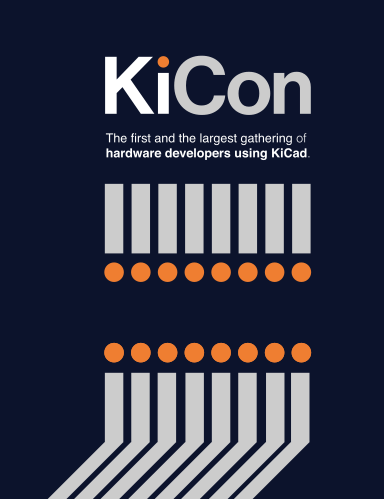 KiCon
The first and the largest gathering of
hardware developers using KiCad.